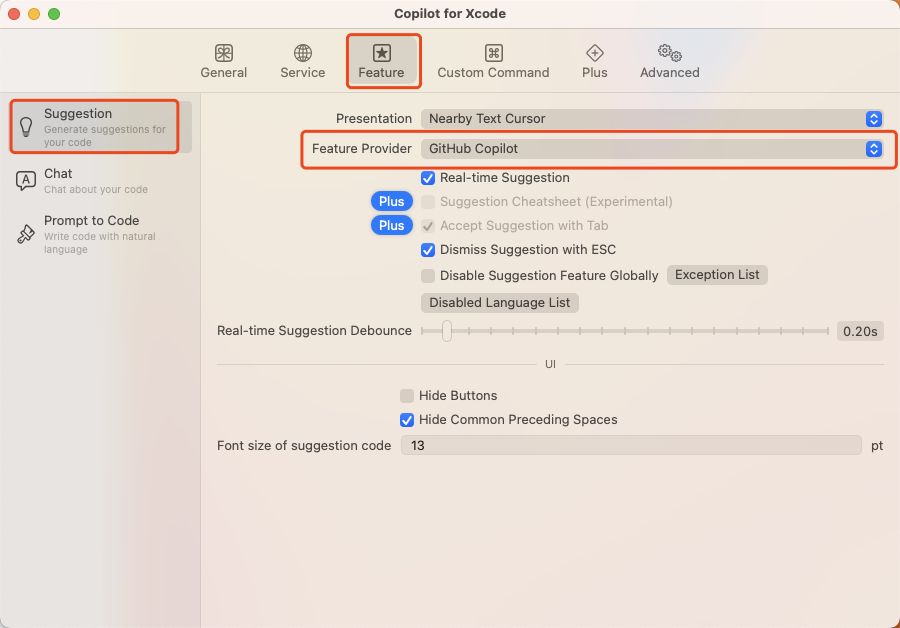 Copilot for Xcode
General
Service
Feature
Custom Command
Plus
Advanced
Suggestion
Generate suggestions for
your code
Chat
Chat about your code
Prompt to Code
Write code with natural
language
Presentation Nearby Text Cursor
Feature Provider GitHub Copilot
Real-time Suggestion
Plus Suggestion Cheatsheet (Experimental)
Plus Accept Suggestion with Tab
Dismiss Suggestion with ESC
Disable Suggestion Feature Globally Exception List
Disabled Language List
Real-time Suggestion Debounce 0.20s
UI
Hide Buttons
Hide Common Preceding Spaces
Font size of suggestion code 13 pt